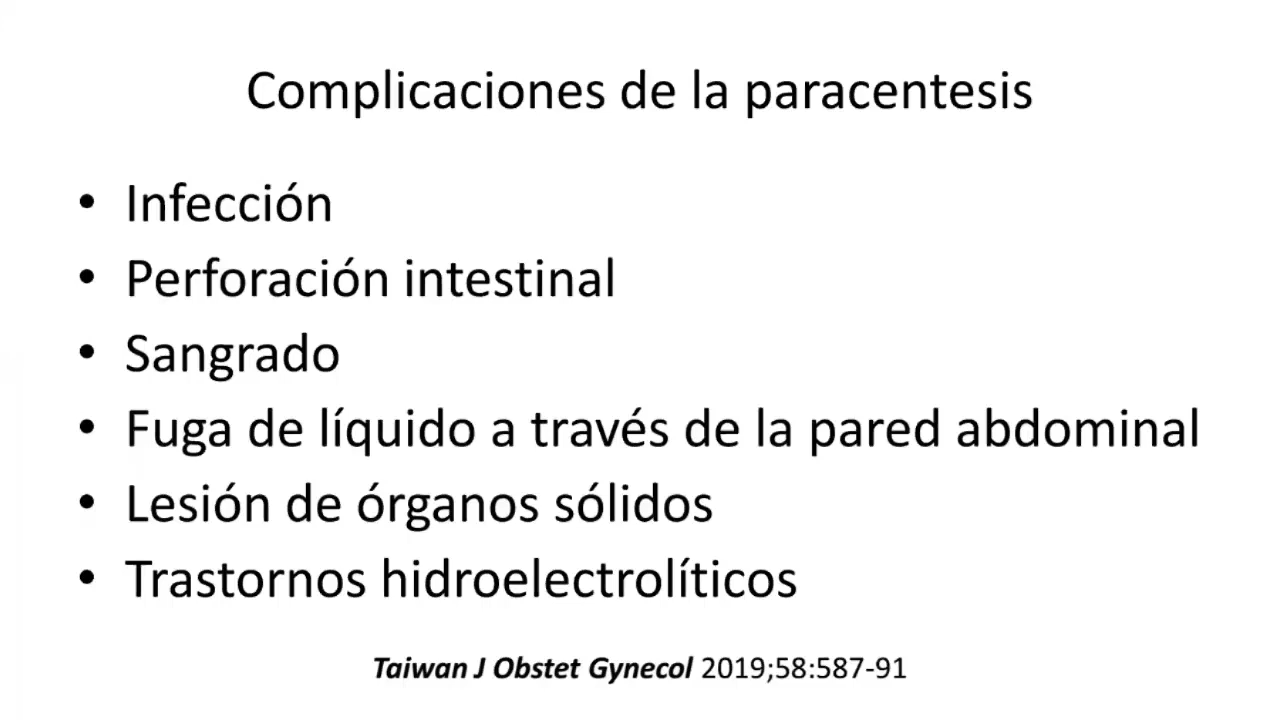 Complicaciones de la paracentesis
• Infección
• Perforación intestinal
• Sangrado
• Fuga de líquido a través de la pared abdominal
• Lesión de órganos sólidos
• Trastornos hidroelectrolíticos
Taiwan J Obstet Gynecol 2019;58:587-91